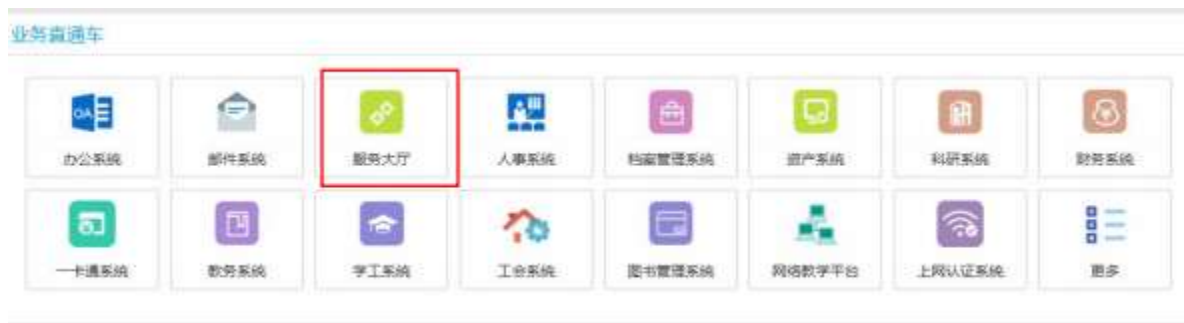 业务直通车
OA
办公系统 邮件系统 服务大厅 人事系统 档案管理系统 资产系统 科研系统 财务系统
一卡通系统 教务系统 学工系统 工会系统 图书管理系统 网络教学平台 上网认证系统 更多